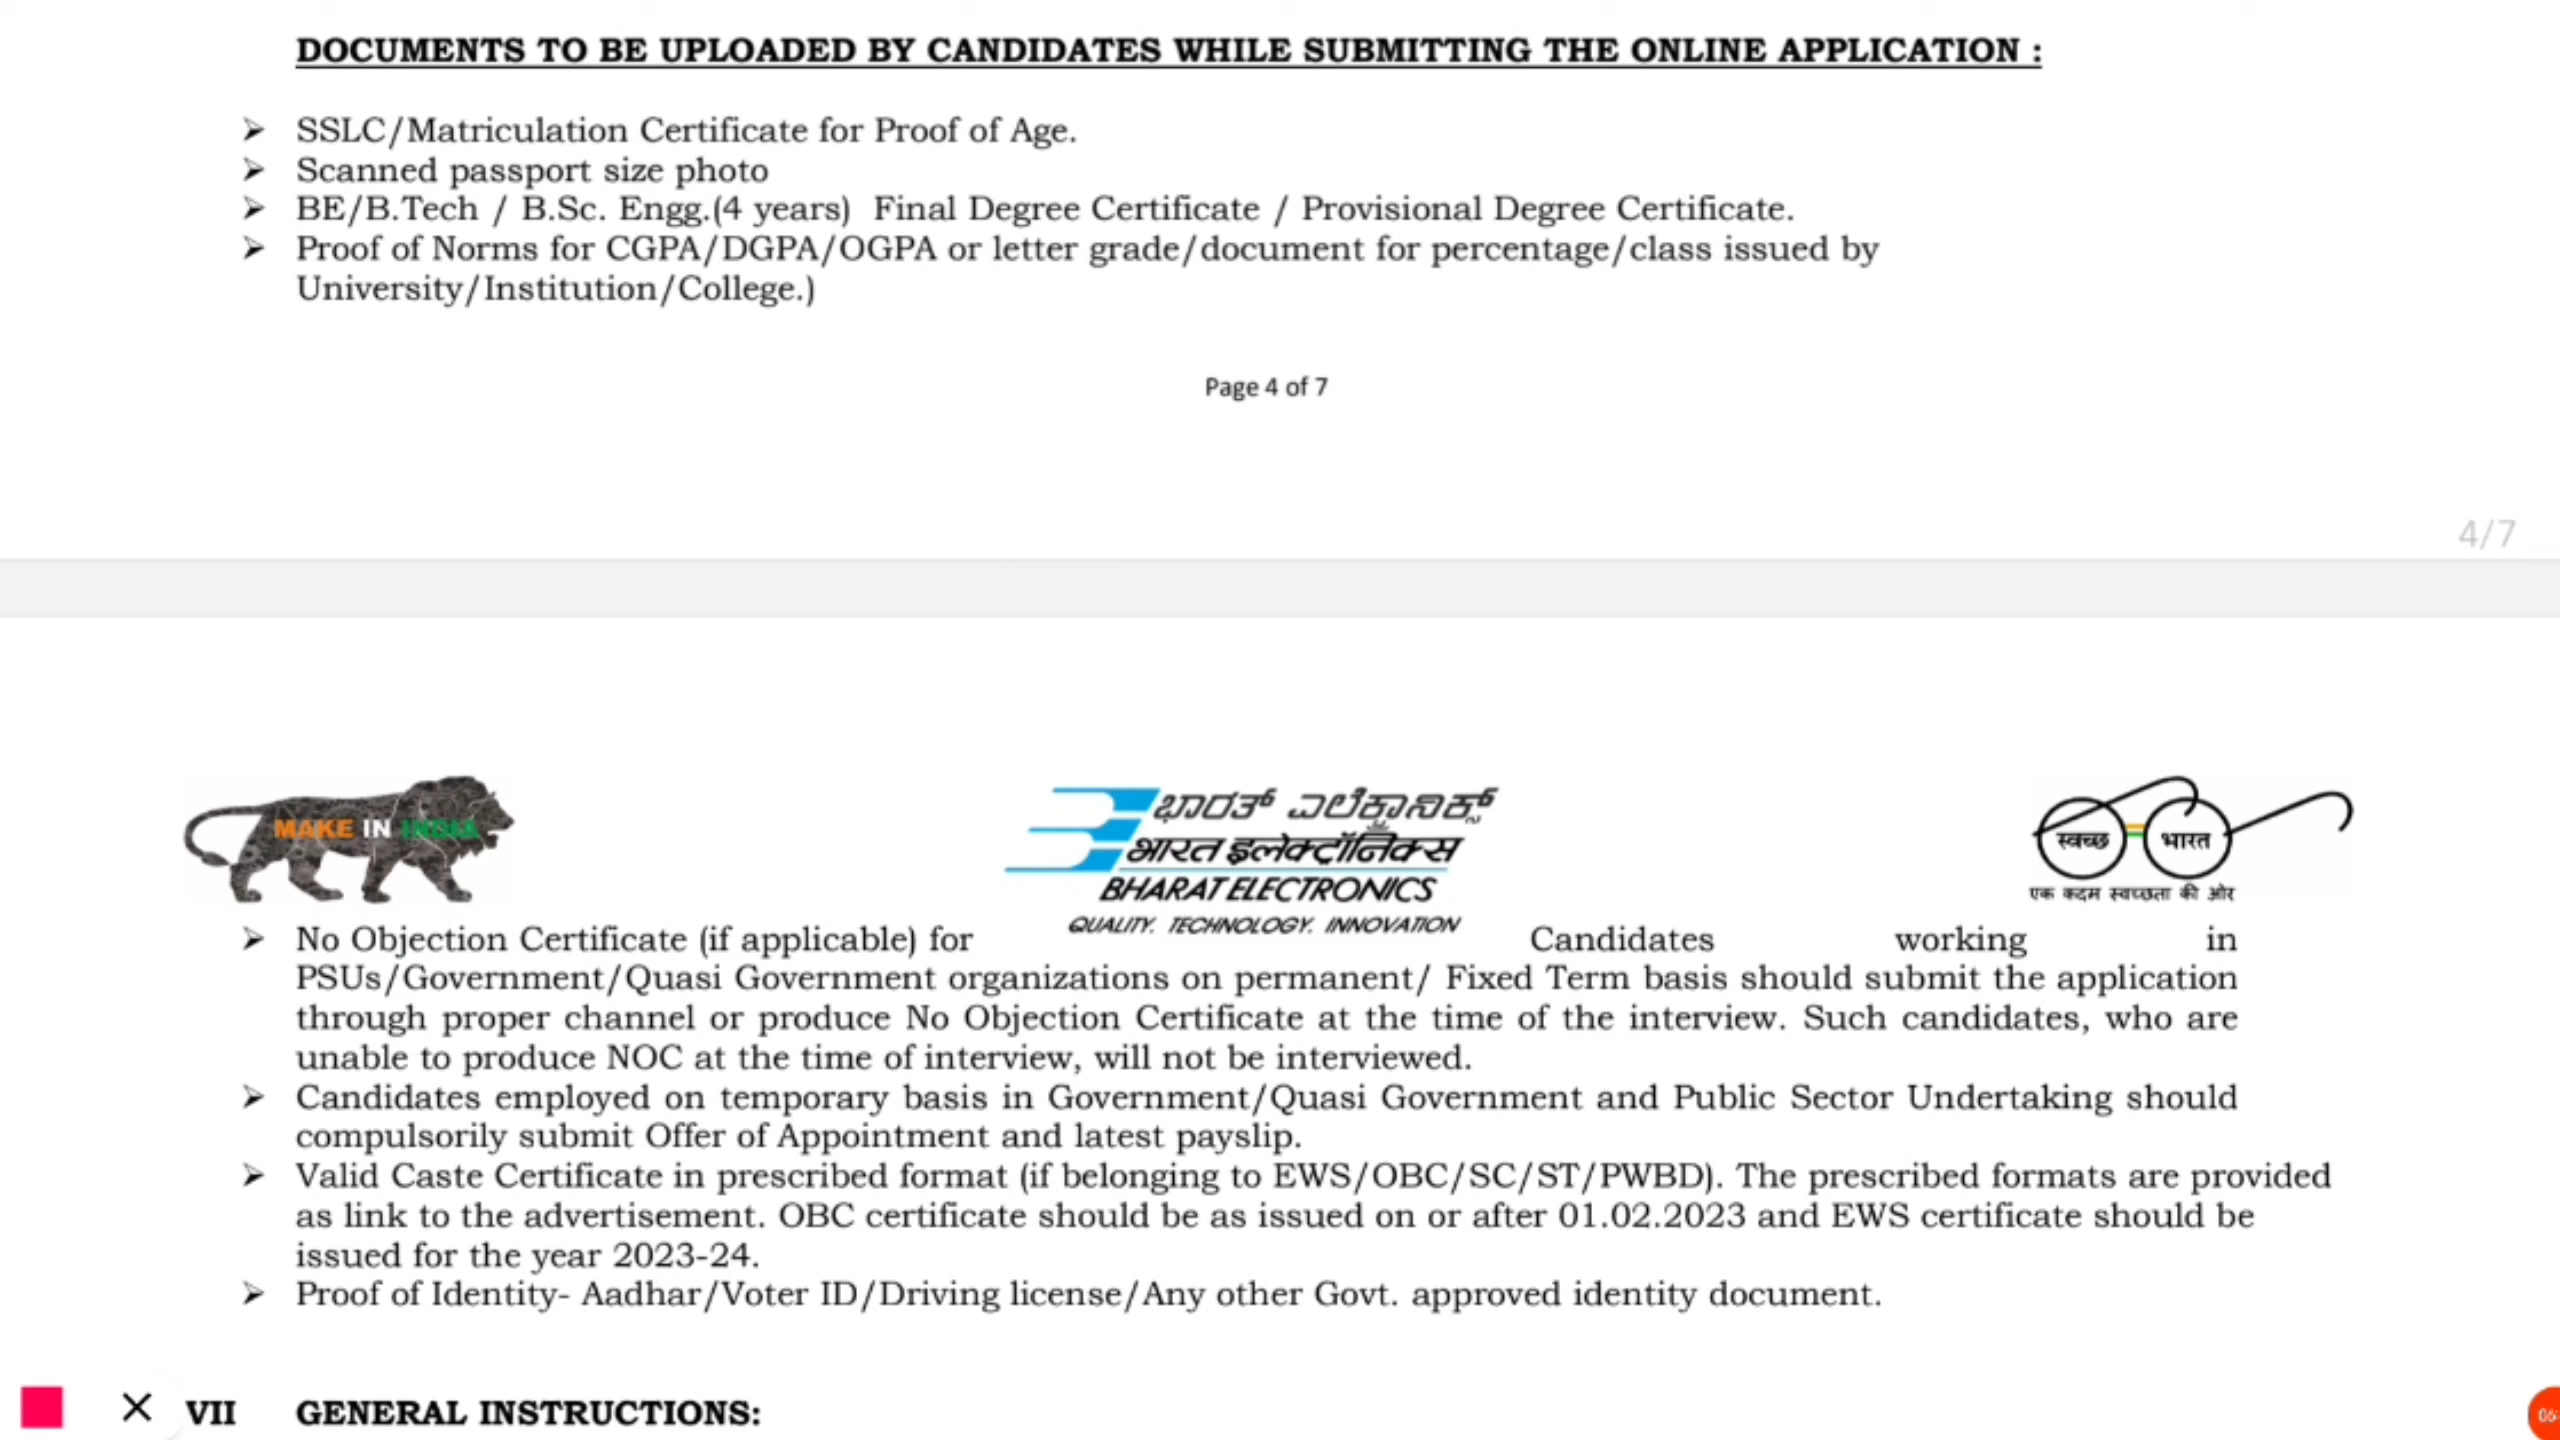 DOCUMENTS TO BE UPLOADED BY CANDIDATES WHILE SUBMITTING THE ONLINE APPLICATION :
➢ SSLC/Matriculation Certificate for Proof of Age.
➢ Scanned passport size photo
➢ BE/B.Tech / B.Sc. Engg.(4 years) Final Degree Certificate / Provisional Degree Certificate.
➢ Proof of Norms for CGPA/DGPA/OGPA or letter grade/document for percentage/class issued by
University/Institution/College.)
Page 4 of 7
4/7
MAKE IN INDIA
ಭಾರತ್ ಎಲೆಕ್ಟ್ರಾನಿಕ್ಸ್
भारत इलेक्ट्रॉनिक्स
BHARAT ELECTRONICS
QUALITY. TECHNOLOGY. INNOVATION
स्वच्छ भारत
एक कदम स्वच्छता की ओर
➢ No Objection Certificate (if applicable) for Candidates working in
PSUs/Government/Quasi Government organizations on permanent/ Fixed Term basis should submit the application
through proper channel or produce No Objection Certificate at the time of the interview. Such candidates, who are
unable to produce NOC at the time of interview, will not be interviewed.
➢ Candidates employed on temporary basis in Government/Quasi Government and Public Sector Undertaking should
compulsorily submit Offer of Appointment and latest payslip.
➢ Valid Caste Certificate in prescribed format (if belonging to EWS/OBC/SC/ST/PWBD). The prescribed formats are provided
as link to the advertisement. OBC certificate should be as issued on or after 01.02.2023 and EWS certificate should be
issued for the year 2023-24.
➢ Proof of Identity- Aadhar/Voter ID/Driving license/Any other Govt. approved identity document.
VII GENERAL INSTRUCTIONS: